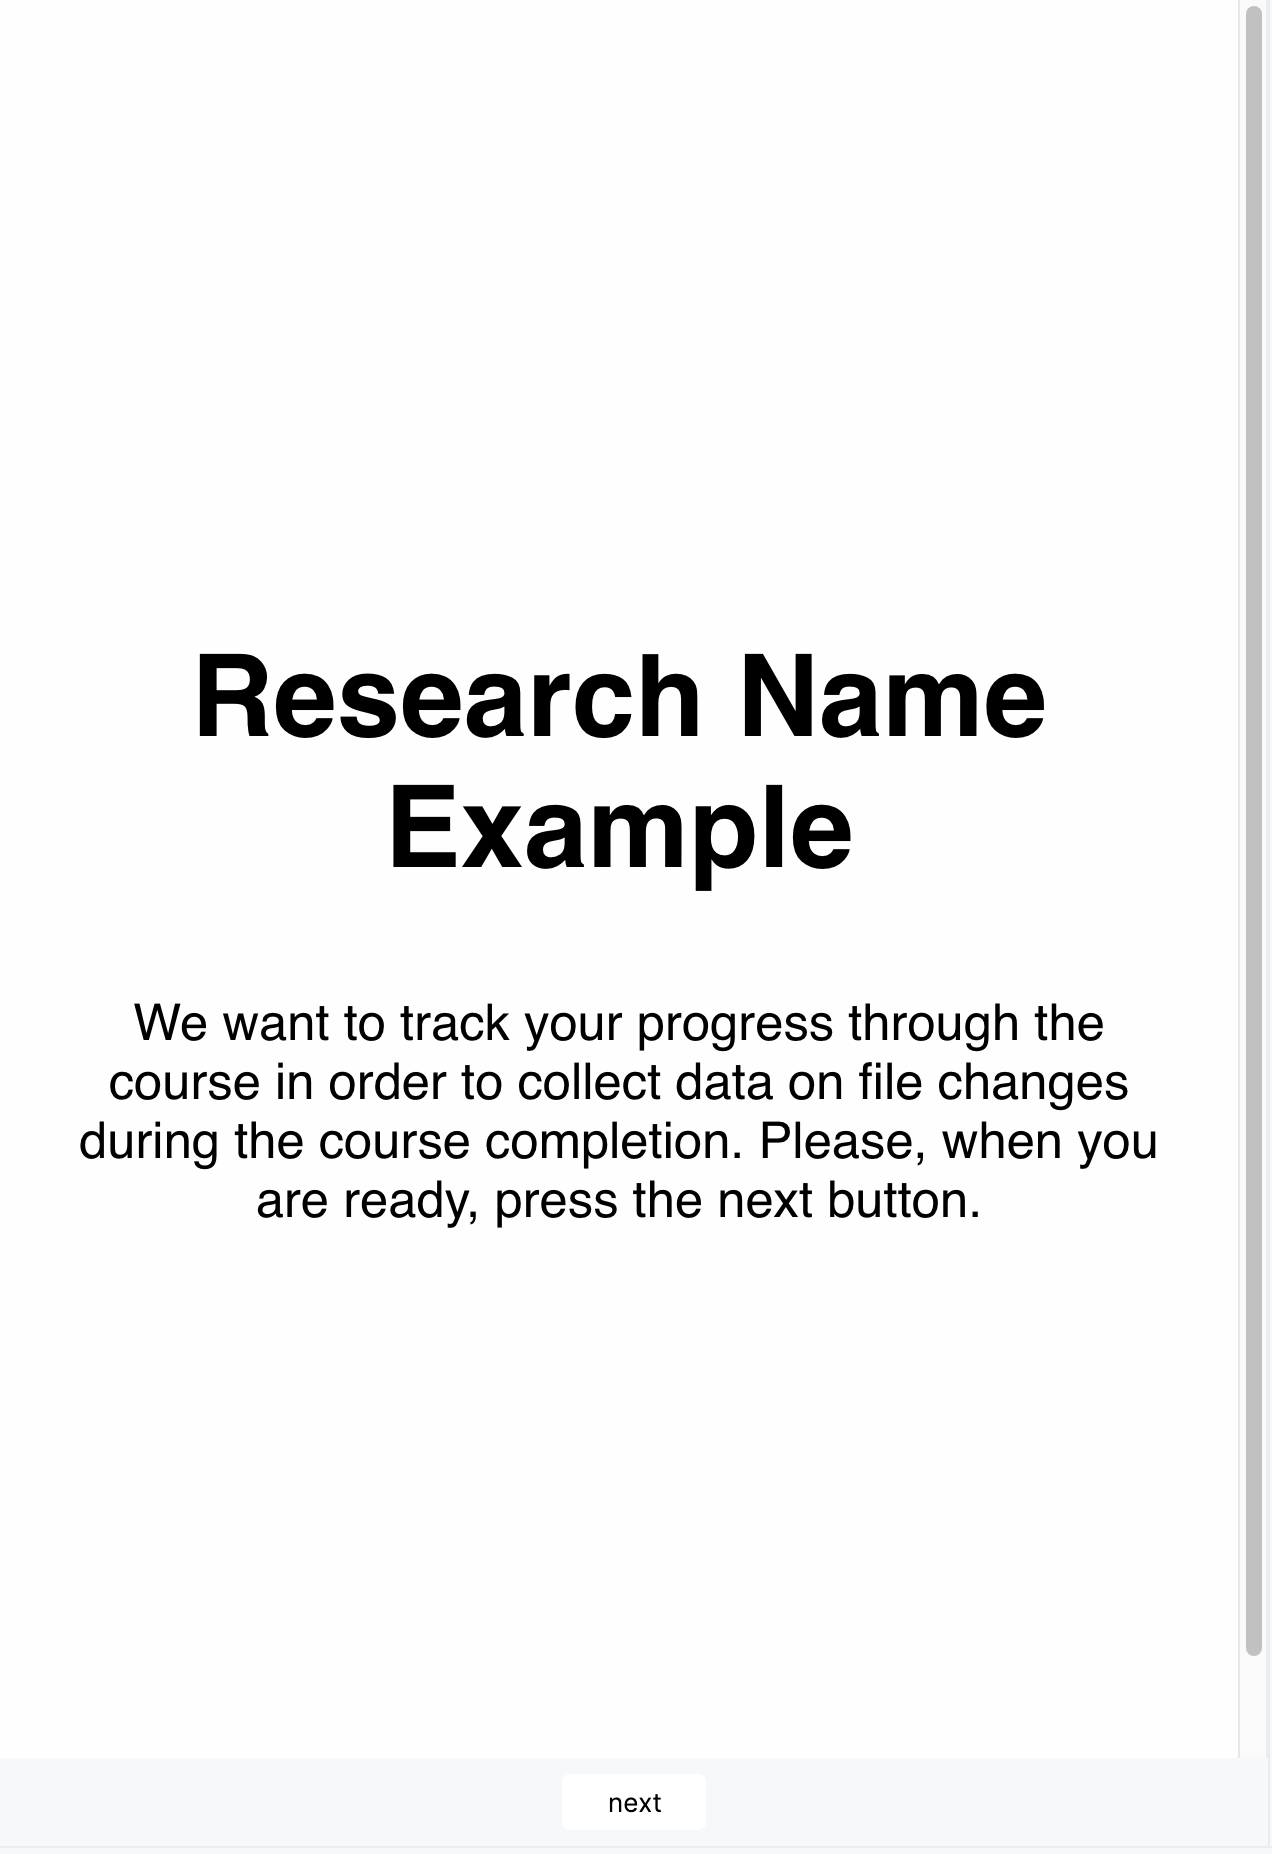 Research Name
Example
We want to track your progress through the
course in order to collect data on file changes
during the course completion. Please, when you
are ready, press the next button.
next